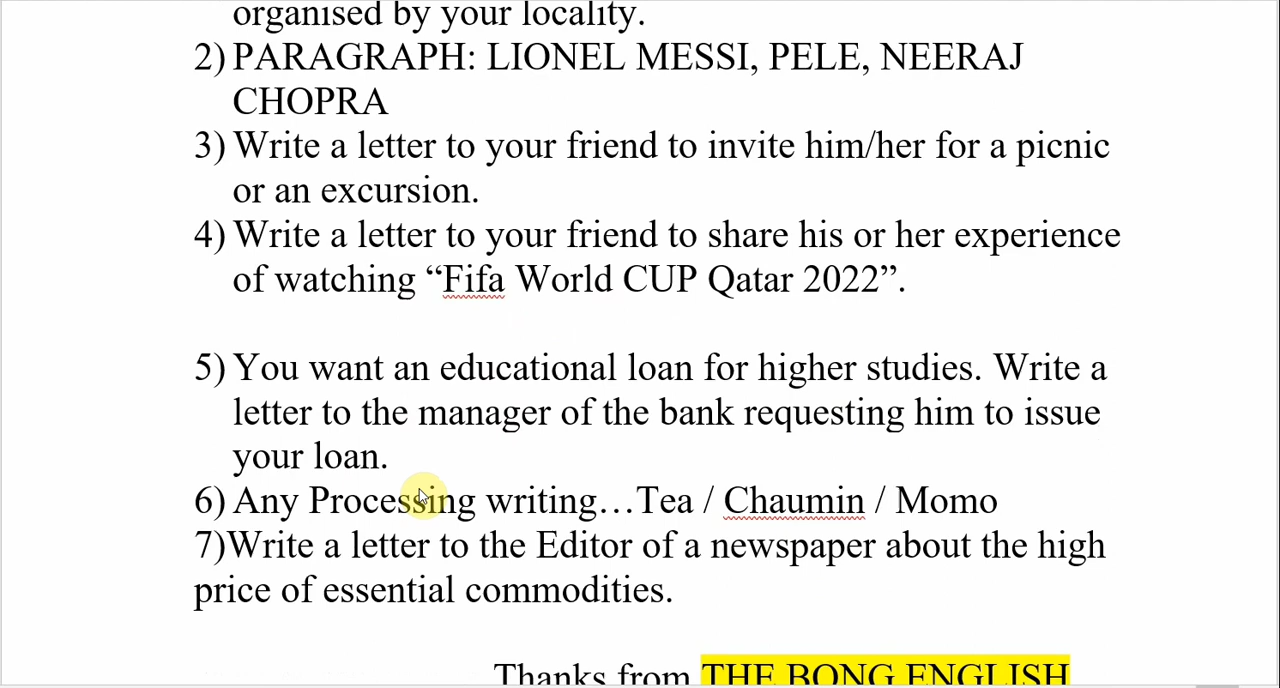 organised by your locality.
2) PARAGRAPH: LIONEL MESSI, PELE, NEERAJ
CHOPRA
3) Write a letter to your friend to invite him/her for a picnic
or an excursion.
4) Write a letter to your friend to share his or her experience
of watching “Fifa World CUP Qatar 2022”.
5) You want an educational loan for higher studies. Write a
letter to the manager of the bank requesting him to issue
your loan.
6) Any Processing writing…Tea / Chaumin / Momo
7)Write a letter to the Editor of a newspaper about the high
price of essential commodities.
Thanks from THE BONG ENGLISH